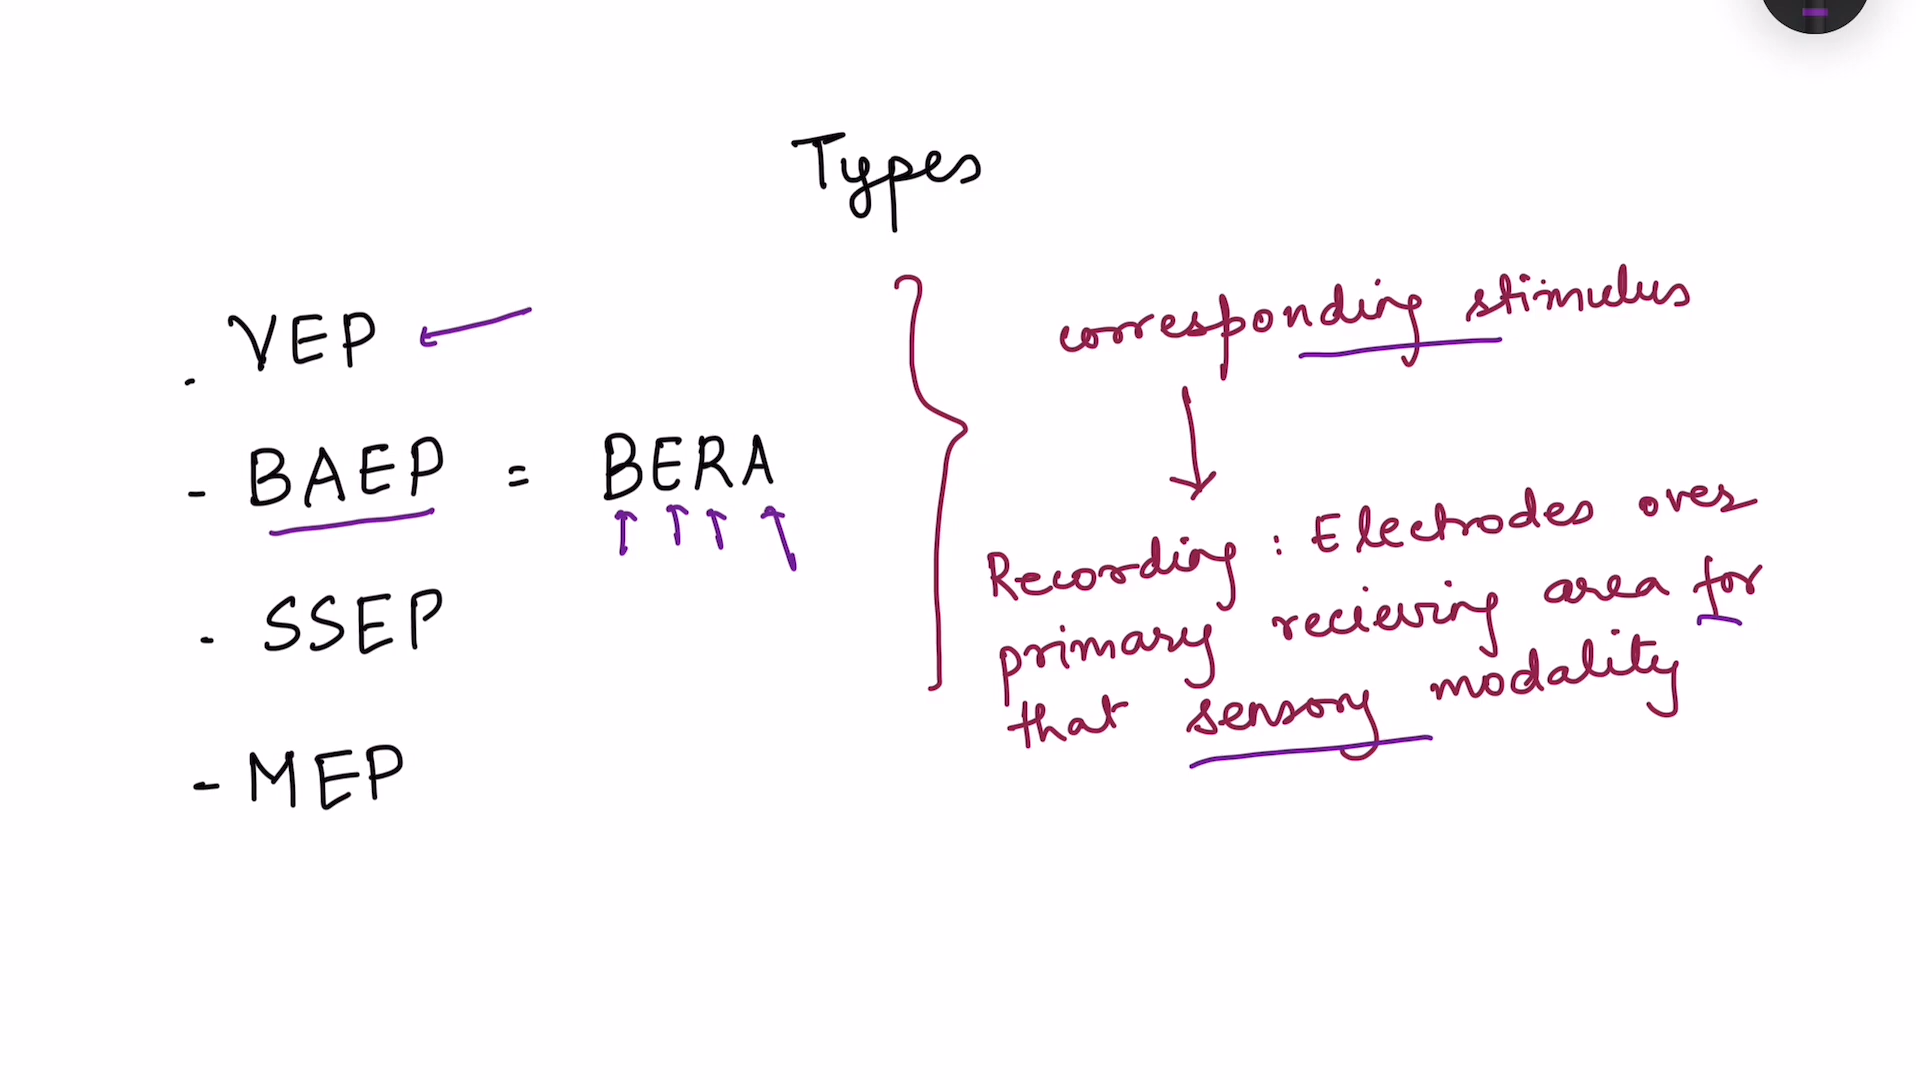 Types
. VEP
- BAEP = BERA
- SSEP
- MEP
corresponding stimulus
Recording : Electrodes over
primary recieving area for
that sensory modality